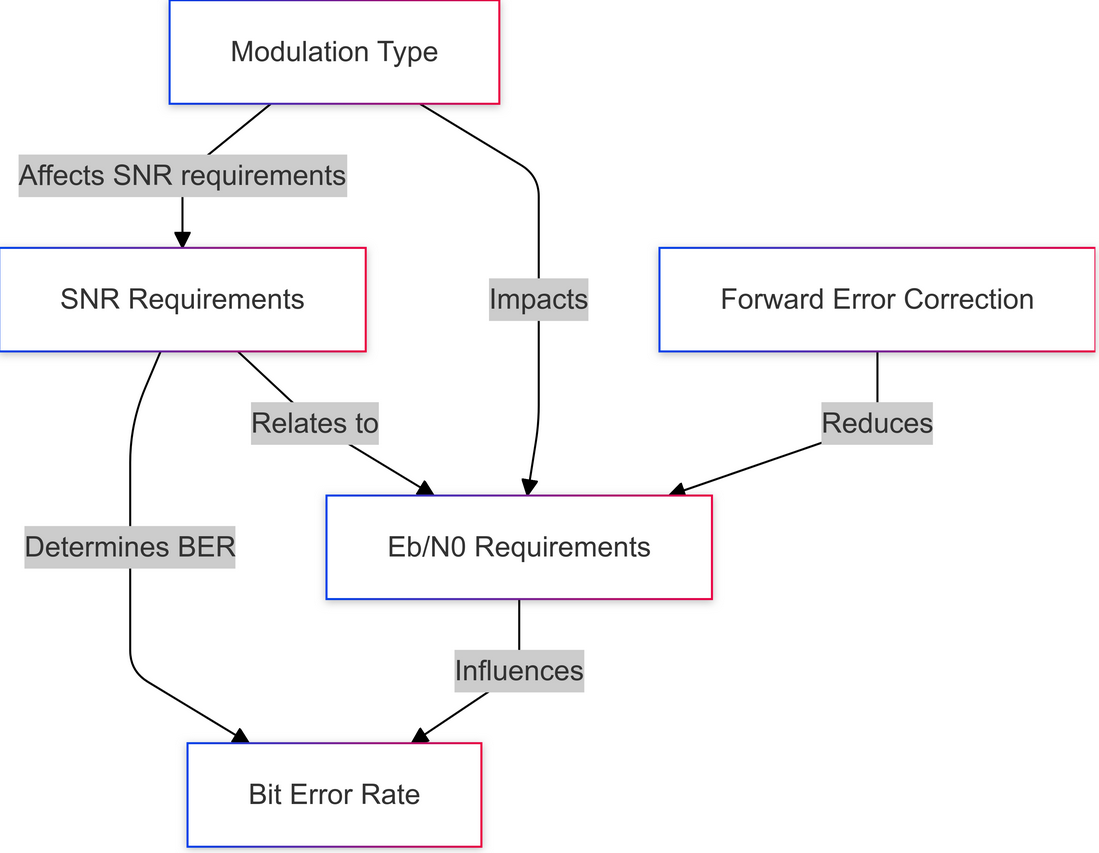 Modulation Type
Affects SNR requirements
SNR Requirements
Impacts
Forward Error Correction
Relates to
Reduces
Determines BER
Eb/N0 Requirements
Influences
Bit Error Rate